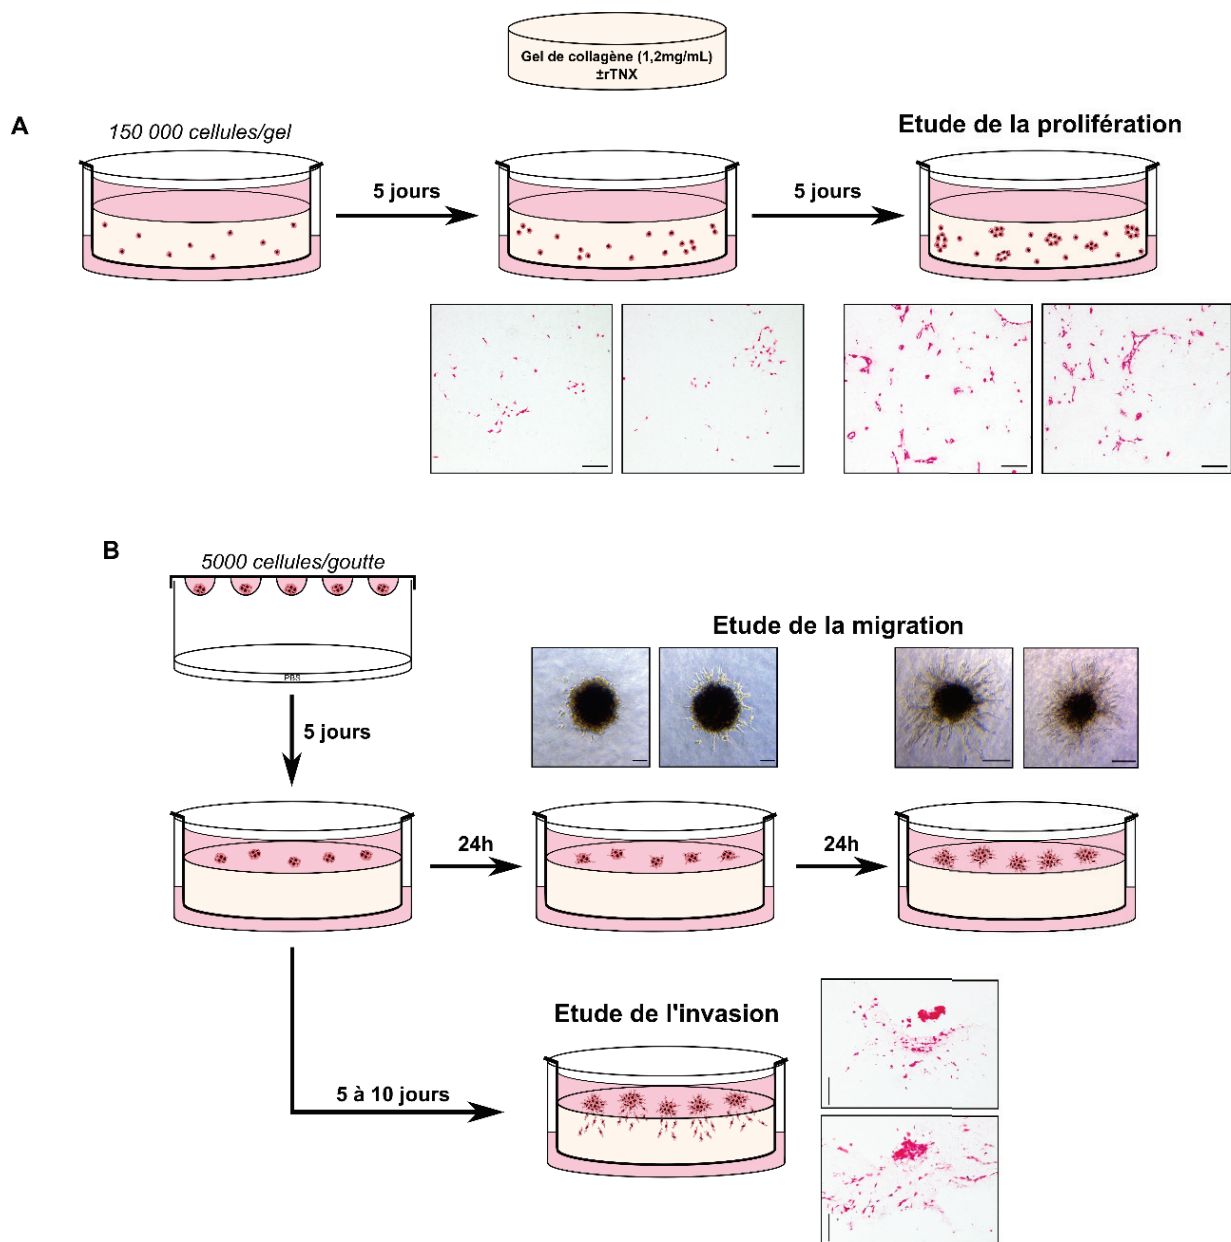 Gel de collagène (1,2mg/mL)
±rTNX
A
150 000 cellules/gel
5 jours
5 jours
Etude de la prolifération
B
5000 cellules/goutte
PBS
5 jours
Etude de la migration
24h
24h
Etude de l'invasion
5 à 10 jours